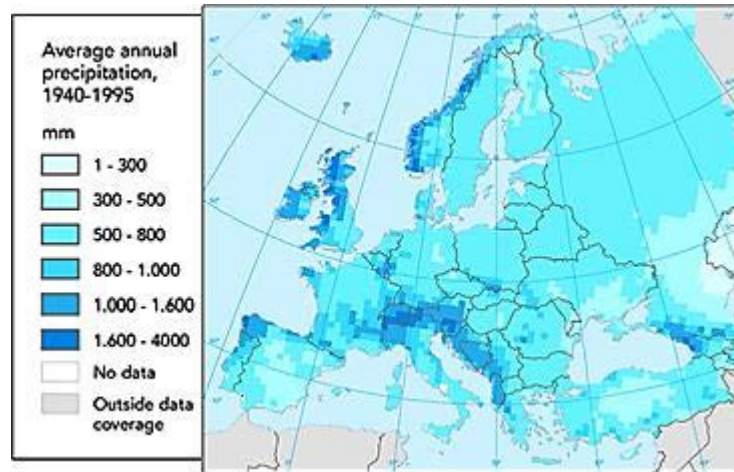 Average annual
precipitation,
1940-1995
mm
1 - 300
300 - 500
500 - 800
800 - 1.000
1.000 - 1.600
1.600 - 4000
No data
Outside data
coverage